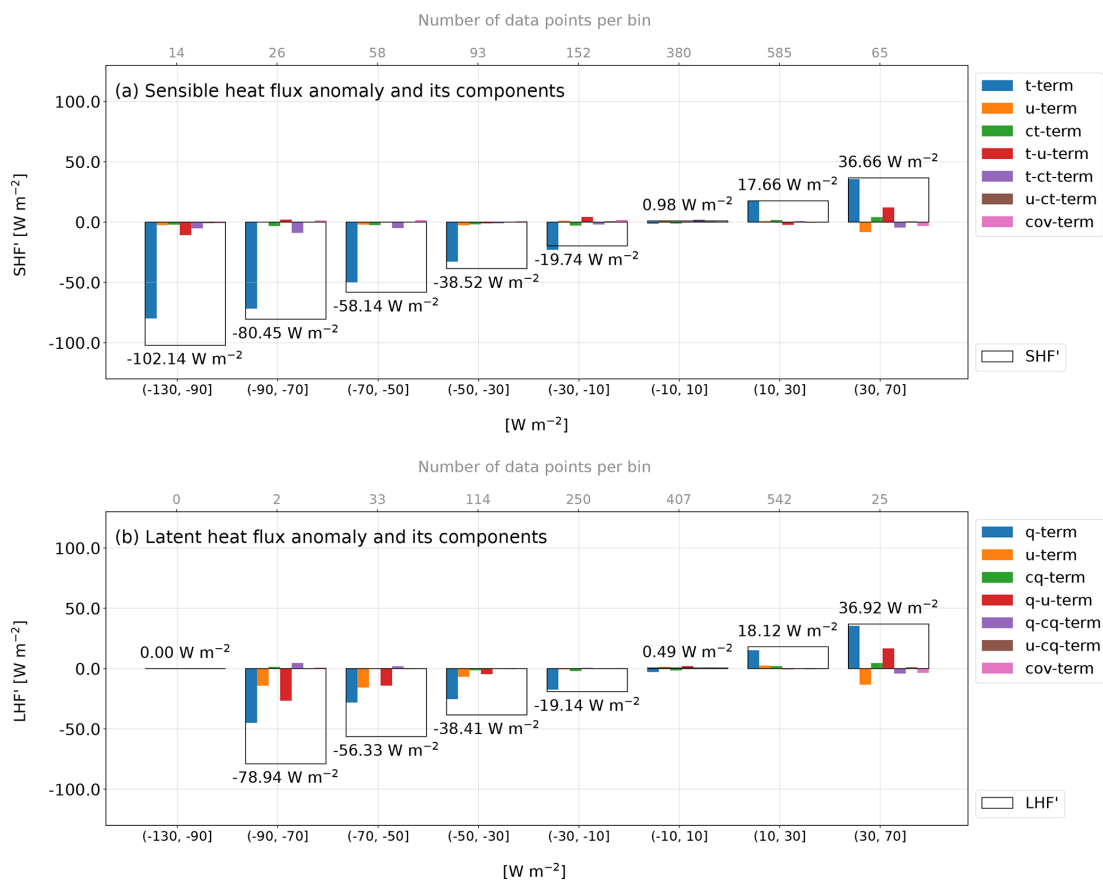 Number of data points per bin
14 26 58 93 152 380 585 65
(a) Sensible heat flux anomaly and its components
100.0
50.0
0.0
-50.0
-100.0
SHF' [W m⁻²]
-102.14 W m⁻²
-80.45 W m⁻²
-58.14 W m⁻²
-38.52 W m⁻²
-19.74 W m⁻²
0.98 W m⁻²
17.66 W m⁻²
36.66 W m⁻²
t-term
u-term
ct-term
t-u-term
t-ct-term
u-ct-term
cov-term
SHF'
(-130, -90] (-90, -70] (-70, -50] (-50, -30] (-30, -10] (-10, 10] (10, 30] (30, 70]
[W m⁻²]
Number of data points per bin
0 2 33 114 250 407 542 25
(b) Latent heat flux anomaly and its components
100.0
50.0
0.0
-50.0
-100.0
LHF' [W m⁻²]
0.00 W m⁻²
-78.94 W m⁻²
-56.33 W m⁻²
-38.41 W m⁻²
-19.14 W m⁻²
0.49 W m⁻²
18.12 W m⁻²
36.92 W m⁻²
q-term
u-term
cq-term
q-u-term
q-cq-term
u-cq-term
cov-term
LHF'
(-130, -90] (-90, -70] (-70, -50] (-50, -30] (-30, -10] (-10, 10] (10, 30] (30, 70]
[W m⁻²]